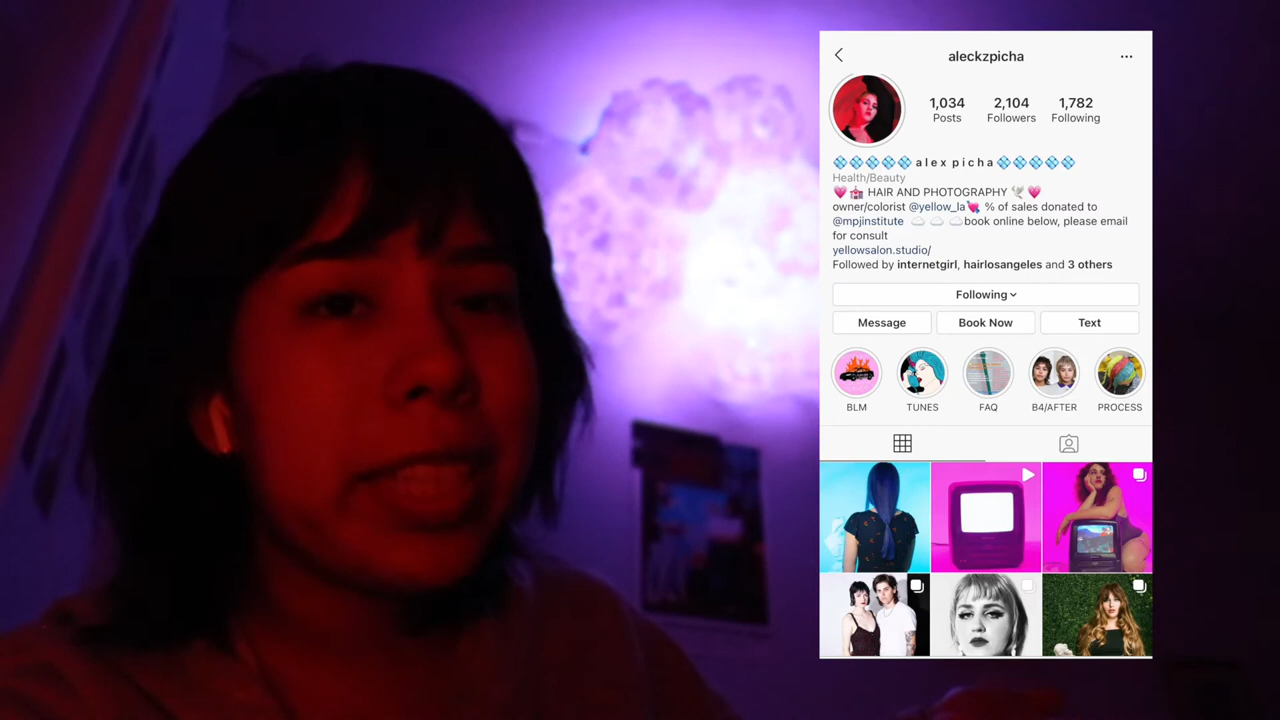 aleckzpicha
1,034 2,104 1,782
Posts Followers Following
💠💠💠💠💠 a l e x p i c h a 💠💠💠💠💠
Health/Beauty
💗 💒 HAIR AND PHOTOGRAPHY 🕊️ 💗
owner/colorist @yellow_la💘 % of sales donated to
@mpjinstitute ☁️ ☁️ ☁️book online below, please email
for consult
yellowsalon.studio/
Followed by internetgirl, hairlosangeles and 3 others
Following
Message Book Now Text
BLM TUNES FAQ B4/AFTER PROCESS